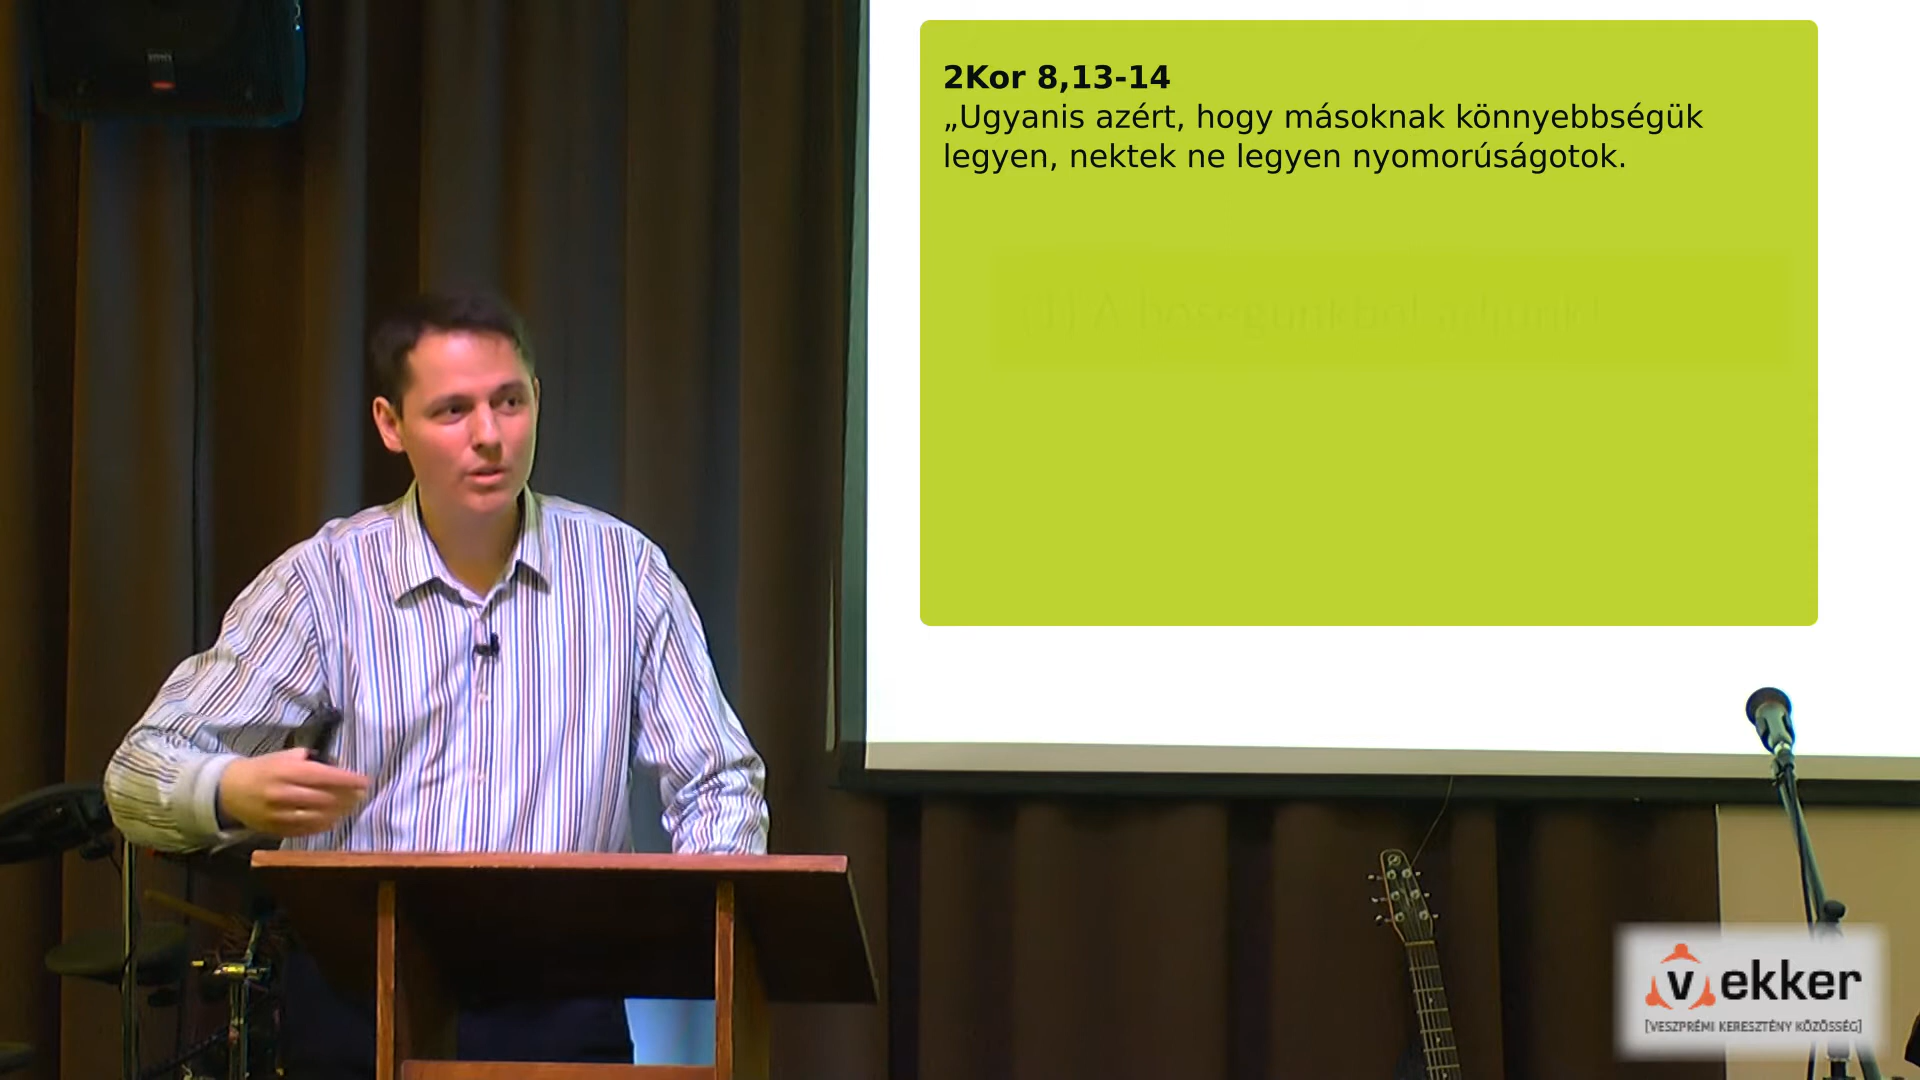 2Kor 8,13-14
„Ugyanis azért, hogy másoknak könnyebbségük
legyen, nektek ne legyen nyomorúságotok.
vekker
[VESZPRÉMI KERESZTÉNY KÖZÖSSÉG]